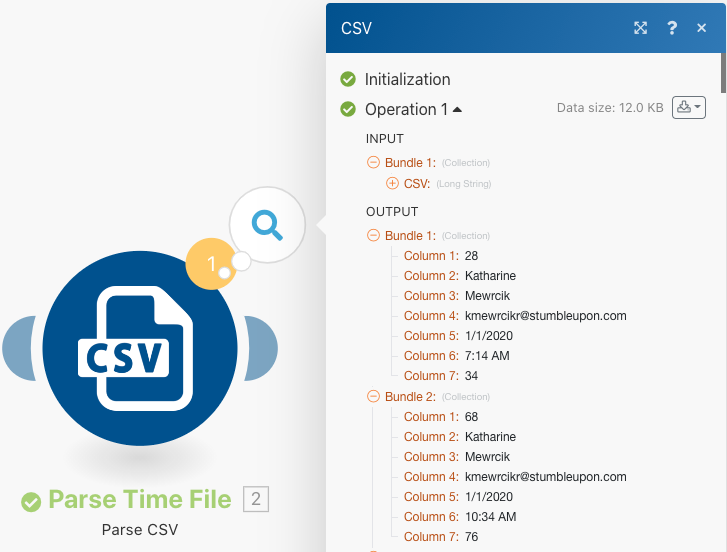 CSV
?
Initialization
Operation 1
Data size: 12.0 KB
INPUT
Bundle 1: (Collection)
CSV: (Long String)
OUTPUT
Bundle 1: (Collection)
Column 1: 28
Column 2: Katharine
Column 3: Mewrcik
Column 4: kmewrcikr@stumbleupon.com
Column 5: 1/1/2020
Column 6: 7:14 AM
Column 7: 34
Bundle 2: (Collection)
Column 1: 68
Column 2: Katharine
Column 3: Mewrcik
Column 4: kmewrcikr@stumbleupon.com
Column 5: 1/1/2020
Column 6: 10:34 AM
Column 7: 76
1
CSV
Parse Time File 2
Parse CSV